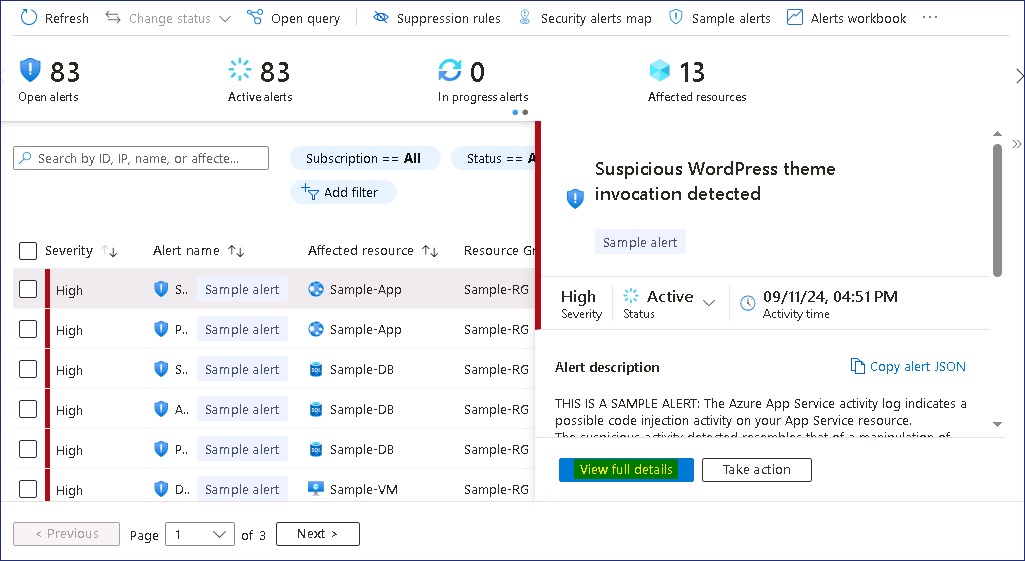 Refresh Change status Open query Suppression rules Security alerts map Sample alerts Alerts workbook ...
83 83 0 13
Open alerts Active alerts In progress alerts Affected resources
Search by ID, IP, name, or affecte... Subscription == All Status == A
Add filter
Severity Alert name Affected resource Resource Gr
High S.. Sample alert Sample-App Sample-RG
High P.. Sample alert Sample-App Sample-RG
High S.. Sample alert Sample-DB Sample-RG
High A.. Sample alert Sample-DB Sample-RG
High P.. Sample alert Sample-DB Sample-RG
High D.. Sample alert Sample-VM Sample-RG
Suspicious WordPress theme
invocation detected
Sample alert
High Active 09/11/24, 04:51 PM
Severity Status Activity time
Alert description Copy alert JSON
THIS IS A SAMPLE ALERT: The Azure App Service activity log indicates a
possible code injection activity on your App Service resource.
The suspicious activity detected resembles that of a manipulation of
View full details Take action
< Previous Page 1 of 3 Next >